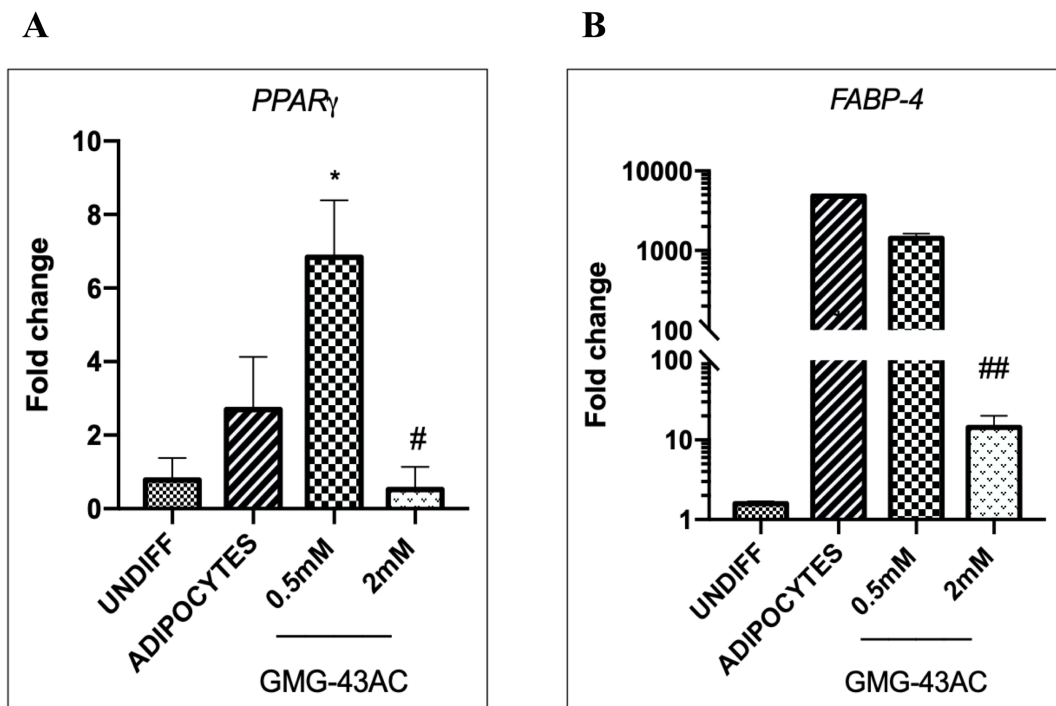 A
PPARγ
Fold change
10
8
6
4
2
0
*
#
UNDIFF
ADIPOCYTES
0.5mM
2mM
GMG-43AC
B
FABP-4
Fold change
10000
1000
100
100
10
1
##
UNDIFF
ADIPOCYTES
0.5mM
2mM
GMG-43AC